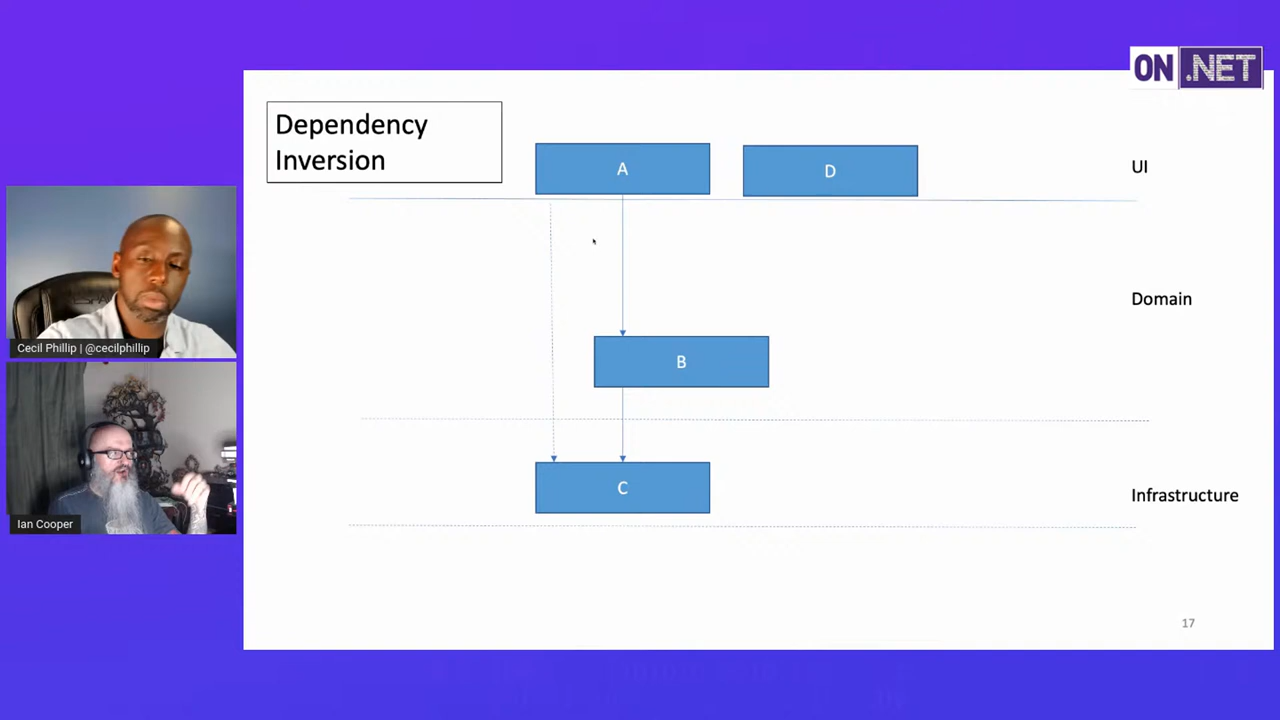 ON .NET
Dependency
Inversion
A
D
UI
Domain
B
C
Infrastructure
17
Cecil Phillip | @cecilphillip
Ian Cooper